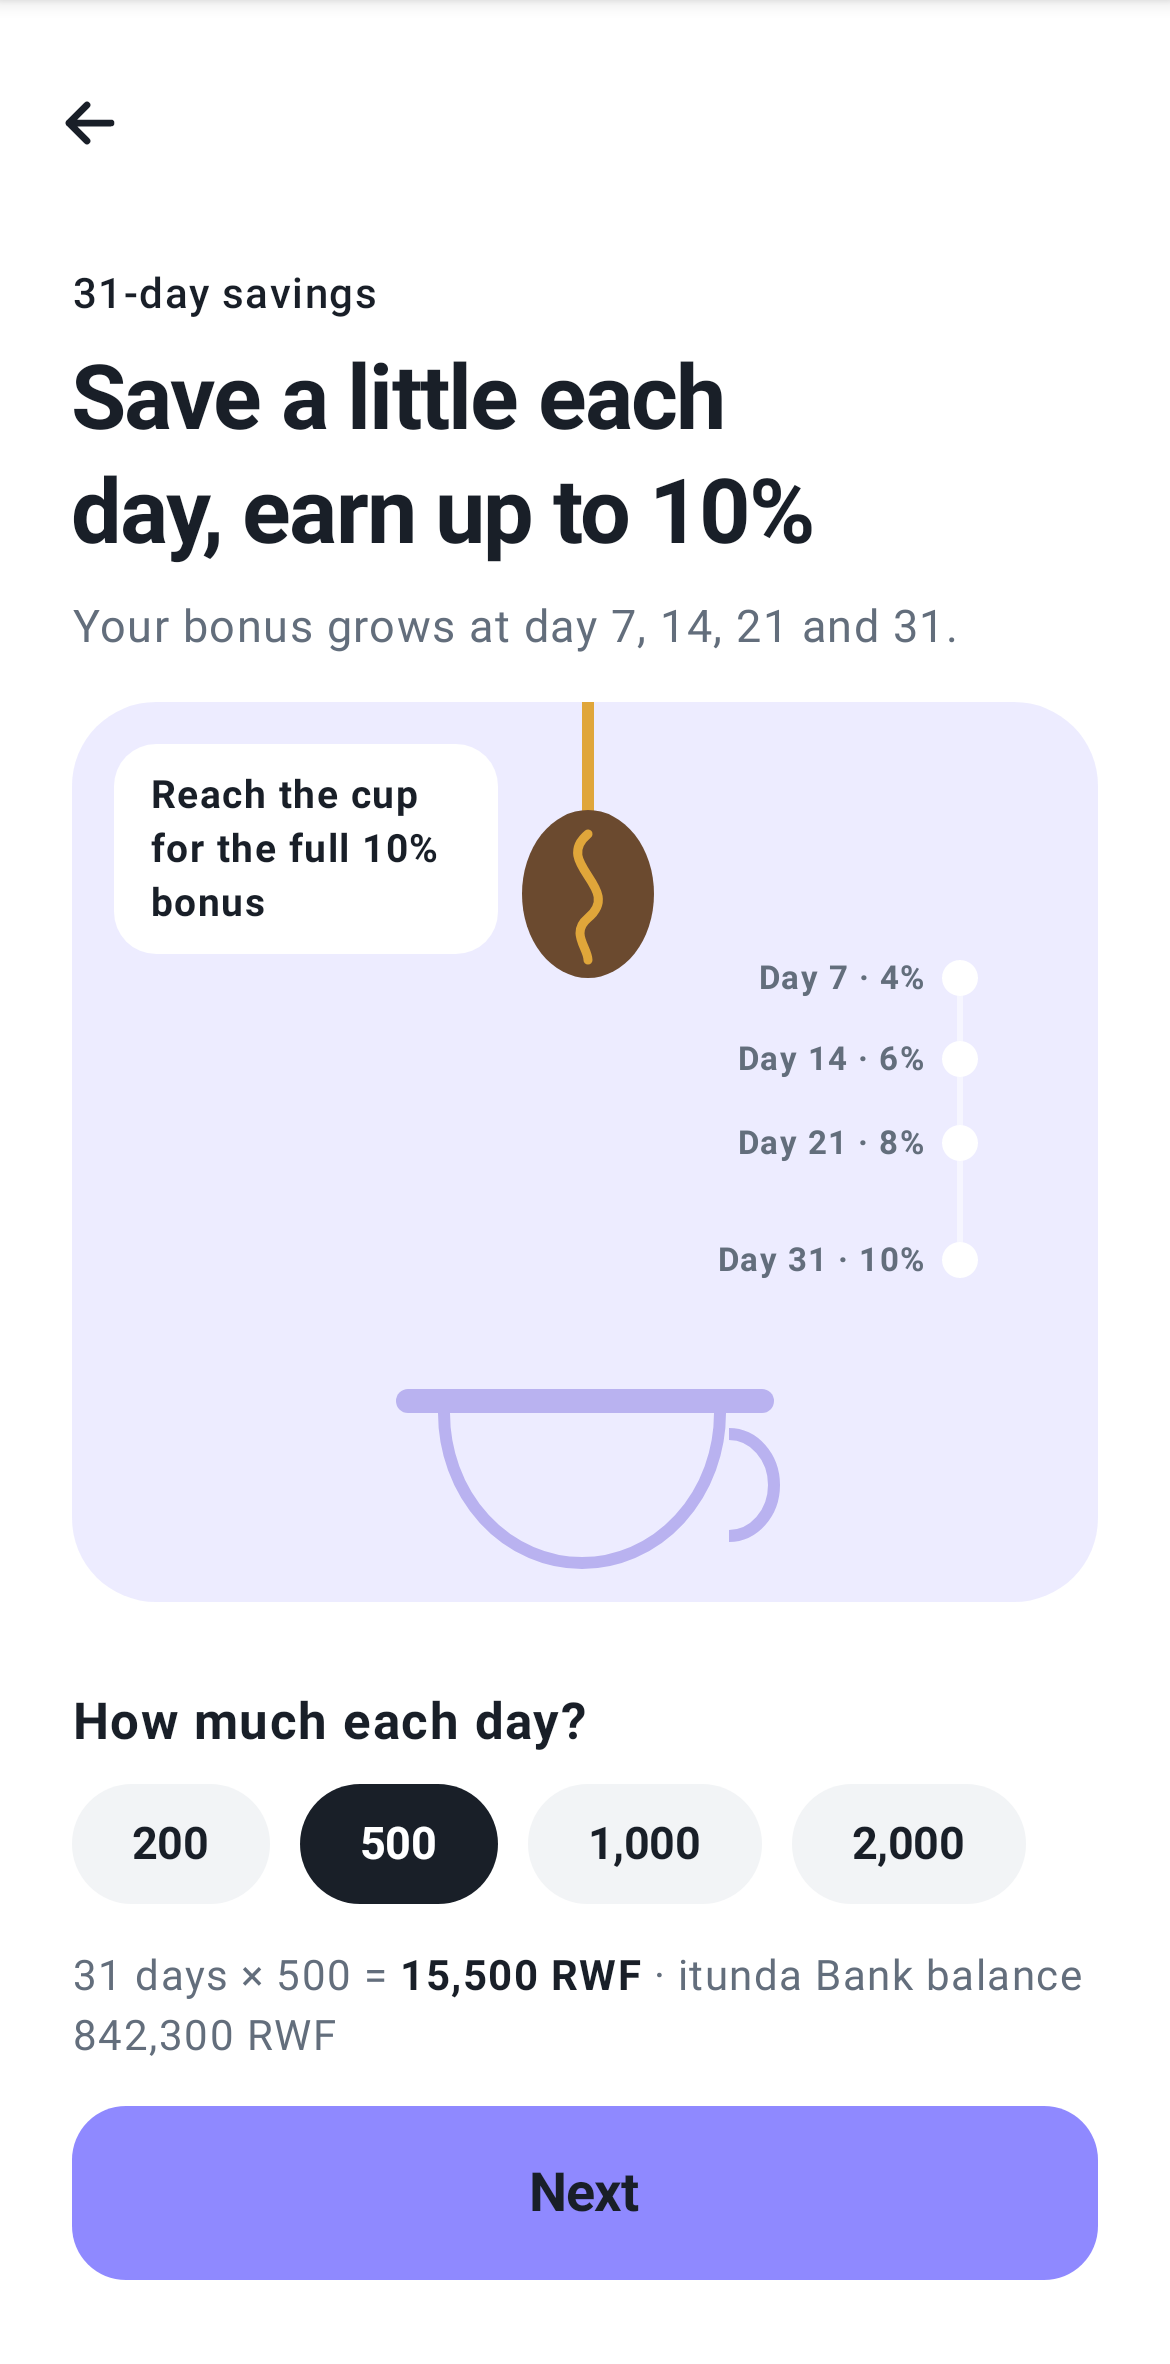 31-day savings
Save a little each
day, earn up to 10%
Your bonus grows at day 7, 14, 21 and 31.
Reach the cup
for the full 10%
bonus
Day 7 · 4%
Day 14 · 6%
Day 21 · 8%
Day 31 · 10%
How much each day?
200
500
1,000
2,000
31 days × 500 = 15,500 RWF · itunda Bank balance
842,300 RWF
Next